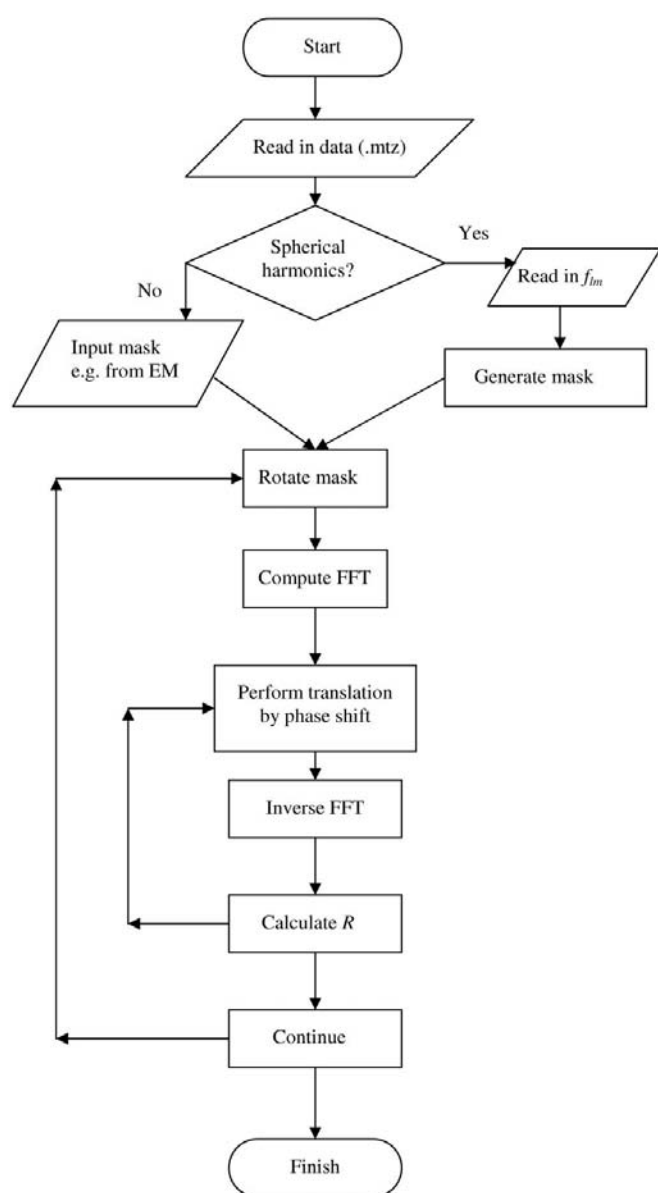 Start
Read in data (.mtz)
Spherical
harmonics?
Yes
Read in flm
No
Input mask
e.g. from EM
Generate mask
Rotate mask
Compute FFT
Perform translation
by phase shift
Inverse FFT
Calculate R
Continue
Finish